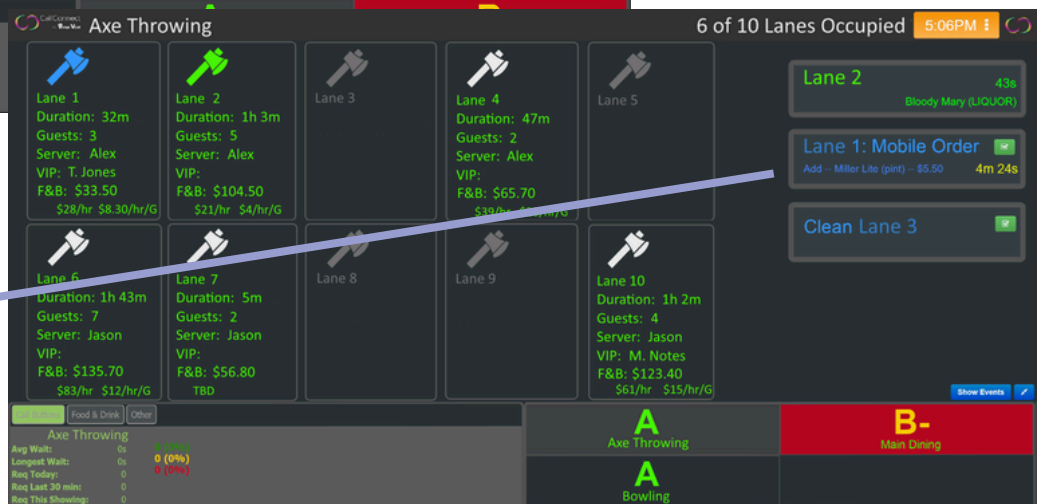 CallConnect
Axe Throwing
6 of 10 Lanes Occupied
5:06PM
Lane 1
Duration: 32m
Guests: 3
Server: Alex
VIP: T. Jones
F&B: $33.50
$28/hr $8.30/hr/G
Lane 2
Duration: 1h 3m
Guests: 5
Server: Alex
VIP:
F&B: $104.50
$21/hr $4/hr/G
Lane 3
Lane 4
Duration: 47m
Guests: 2
Server: Alex
VIP:
F&B: $65.70
Lane 5
Lane 6
Duration: 1h 43m
Guests: 7
Server: Jason
VIP:
F&B: $135.70
$83/hr $12/hr/G
Lane 7
Duration: 5m
Guests: 2
Server: Jason
VIP:
F&B: $56.80
TBD
Lane 8
Lane 9
Lane 10
Duration: 1h 2m
Guests: 4
Server: Jason
VIP: M. Notes
F&B: $123.40
$61/hr $15/hr/G
Lane 2
43s
Bloody Mary (LIQUOR)
Lane 1: Mobile Order
Add -- Miller Lite (pint) -- $5.50 4m 24s
Clean Lane 3
Show Events
Call Buttons Food & Drink Other
Axe Throwing
Avg Wait: 0s
Longest Wait: 0s 0 (0%)
Req Today: 0 0 (0%)
Req Last 30 min: 0
Req This Showing: 0
A
Axe Throwing
B-
Main Dining
A
Bowling